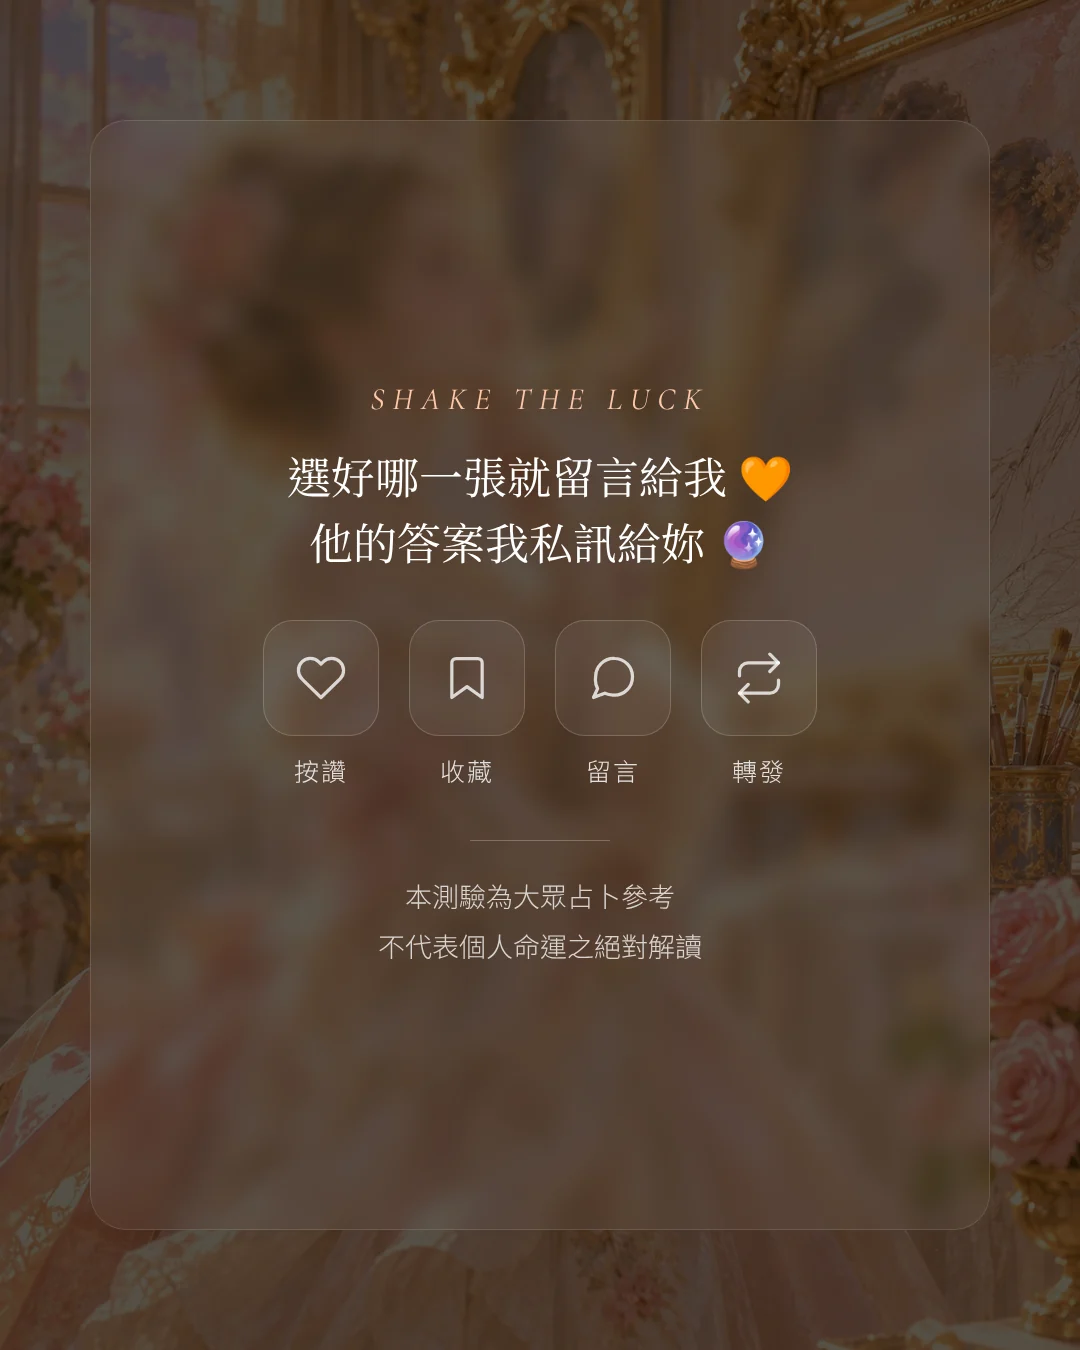 SHAKE THE LUCK
選好哪一張就留言給我 🧡
他的答案我私訊給妳 🔮
按讚 收藏 留言 轉發
本測驗為大眾占卜參考
不代表個人命運之絕對解讀